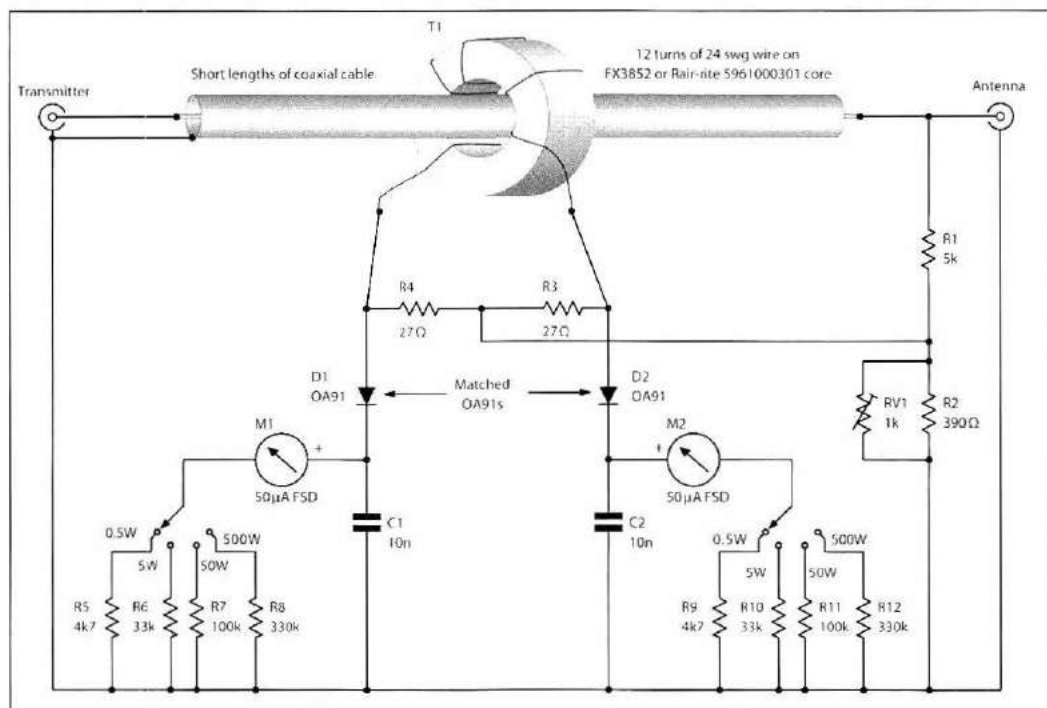 T1
12 turns of 24 swg wire on
FX3852 or Rair-rite 5961000301 core
Short lengths of coaxial cable
Transmitter
Antenna
R1
5k
R4
27Ω
R3
27Ω
D1
OA91
Matched
OA91s
D2
OA91
RV1
1k
R2
390Ω
M1
+
50µA FSD
M2
+
50µA FSD
C1
10n
C2
10n
0.5W
5W
50W
500W
0.5W
5W
50W
500W
R5
4k7
R6
33k
R7
100k
R8
330k
R9
4k7
R10
33k
R11
100k
R12
330k